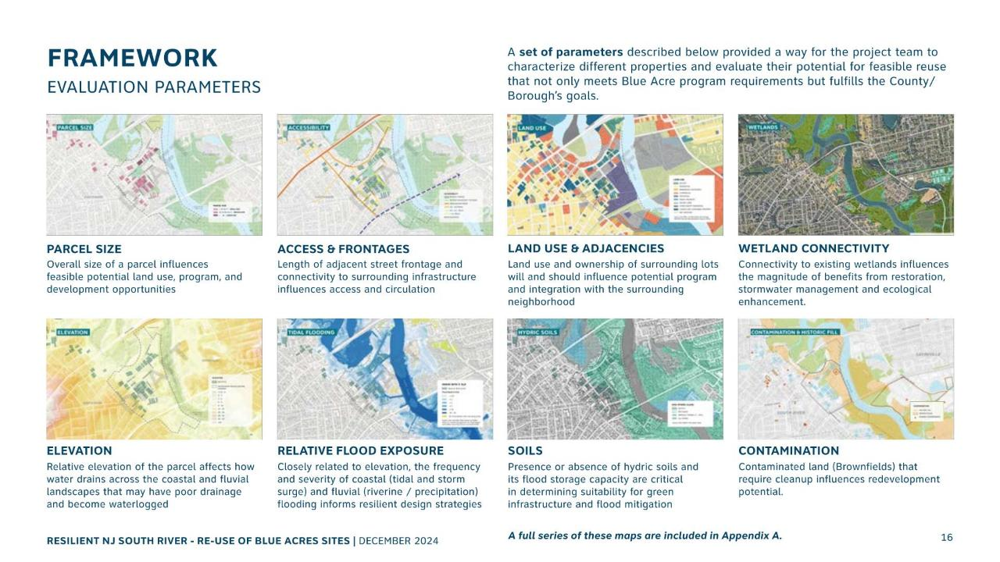 FRAMEWORK
EVALUATION PARAMETERS
A set of parameters described below provided a way for the project team to
characterize different properties and evaluate their potential for feasible reuse
that not only meets Blue Acre program requirements but fulfills the County/
Borough's goals.
PARCEL SIZE
ACCESSIBILITY
LAND USE
WETLANDS
PARCEL SIZE
Overall size of a parcel influences
feasible potential land use, program, and
development opportunities
ACCESS & FRONTAGES
Length of adjacent street frontage and
connectivity to surrounding infrastructure
influences access and circulation
LAND USE & ADJACENCIES
Land use and ownership of surrounding lots
will and should influence potential program
and integration with the surrounding
neighborhood
WETLAND CONNECTIVITY
Connectivity to existing wetlands influences
the magnitude of benefits from restoration,
stormwater management and ecological
enhancement.
ELEVATION
TIDAL FLOODING
HYDRIC SOILS
CONTAMINATION & HISTORIC FILL
SAYREVILLE
SOUTH RIVER
ELEVATION
Relative elevation of the parcel affects how
water drains across the coastal and fluvial
landscapes that may have poor drainage
and become waterlogged
RELATIVE FLOOD EXPOSURE
Closely related to elevation, the frequency
and severity of coastal (tidal and storm
surge) and fluvial (riverine / precipitation)
flooding informs resilient design strategies
SOILS
Presence or absence of hydric soils and
its flood storage capacity are critical
in determining suitability for green
infrastructure and flood mitigation
CONTAMINATION
Contaminated land (Brownfields) that
require cleanup influences redevelopment
potential.
RESILIENT NJ SOUTH RIVER - RE-USE OF BLUE ACRES SITES | DECEMBER 2024
A full series of these maps are included in Appendix A.
16